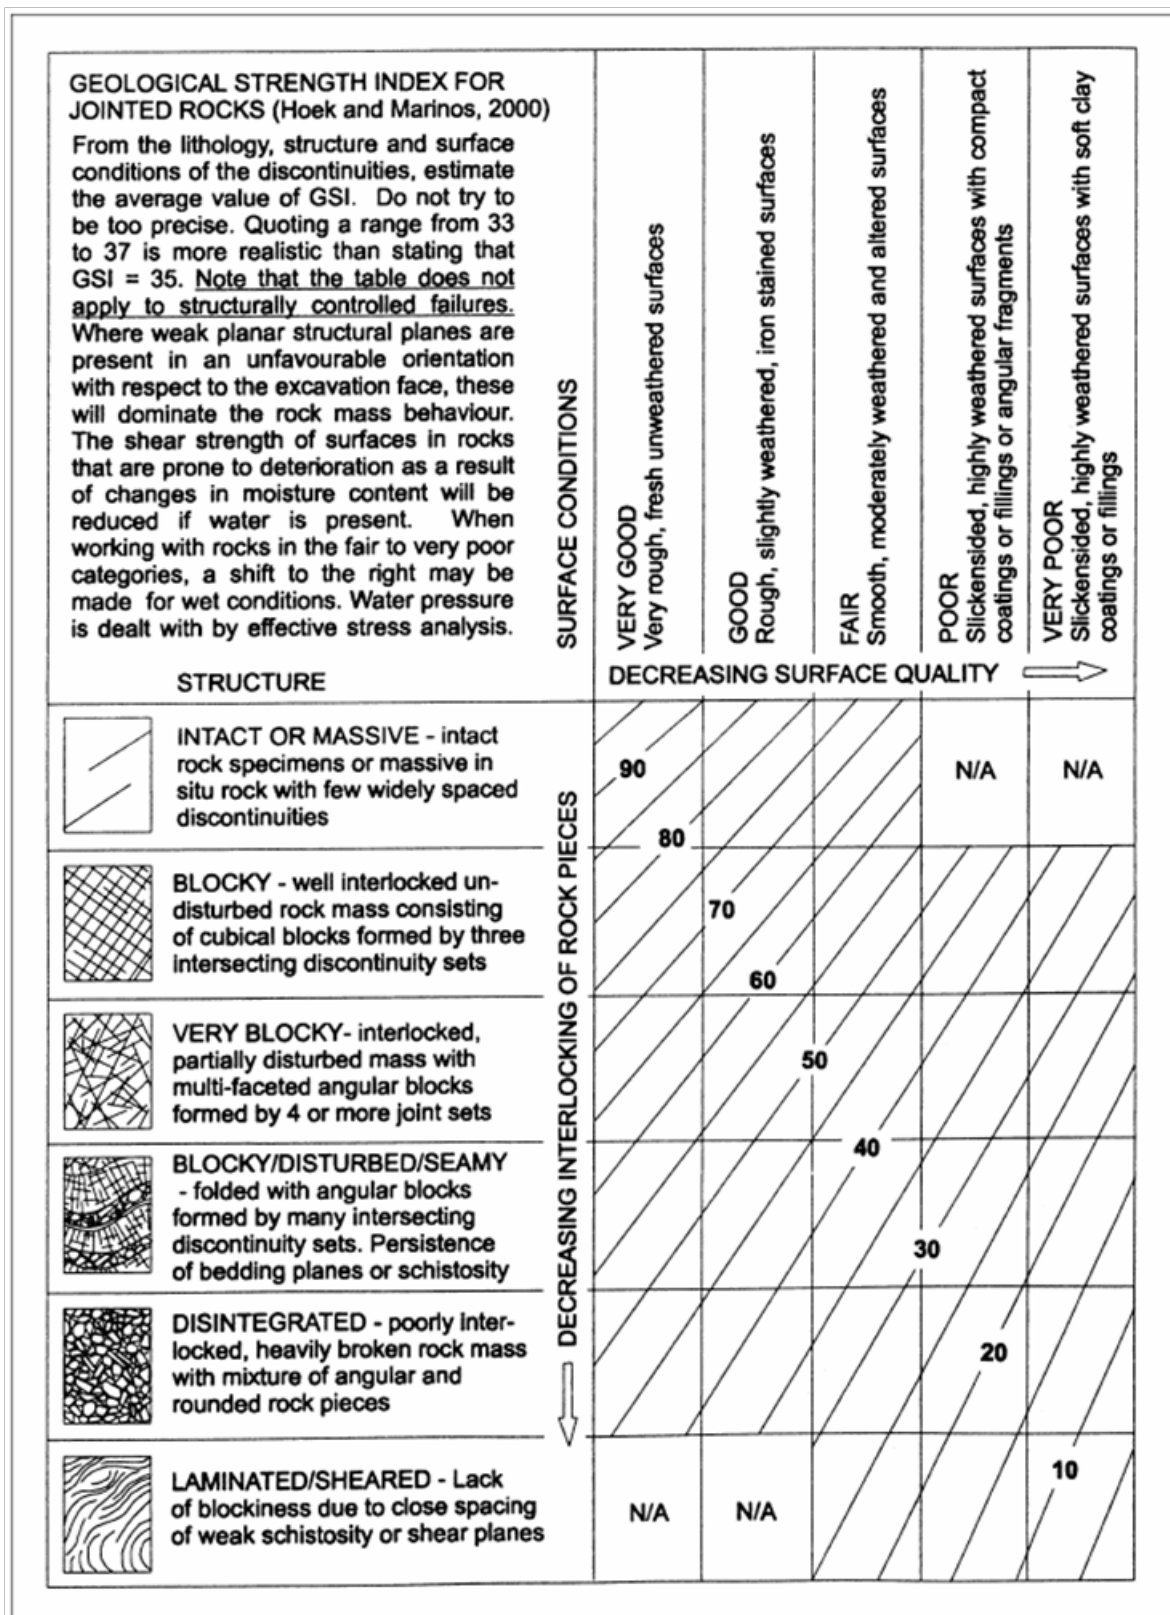 GEOLOGICAL STRENGTH INDEX FOR
JOINTED ROCKS (Hoek and Marinos, 2000)
From the lithology, structure and surface
conditions of the discontinuities, estimate
the average value of GSI. Do not try to
be too precise. Quoting a range from 33
to 37 is more realistic than stating that
GSI = 35. Note that the table does not
apply to structurally controlled failures.
Where weak planar structural planes are
present in an unfavourable orientation
with respect to the excavation face, these
will dominate the rock mass behaviour.
The shear strength of surfaces in rocks
that are prone to deterioration as a result
of changes in moisture content will be
reduced if water is present. When
working with rocks in the fair to very poor
categories, a shift to the right may be
made for wet conditions. Water pressure
is dealt with by effective stress analysis.
SURFACE CONDITIONS
VERY GOOD
Very rough, fresh unweathered surfaces
GOOD
Rough, slightly weathered, iron stained surfaces
FAIR
Smooth, moderately weathered and altered surfaces
POOR
Slickensided, highly weathered surfaces with compact
coatings or fillings or angular fragments
VERY POOR
Slickensided, highly weathered surfaces with soft clay
coatings or fillings
STRUCTURE
DECREASING SURFACE QUALITY
DECREASING INTERLOCKING OF ROCK PIECES
INTACT OR MASSIVE - intact
rock specimens or massive in
situ rock with few widely spaced
discontinuities
90
N/A
N/A
80
BLOCKY - well interlocked un-
disturbed rock mass consisting
of cubical blocks formed by three
intersecting discontinuity sets
70
60
VERY BLOCKY- interlocked,
partially disturbed mass with
multi-faceted angular blocks
formed by 4 or more joint sets
50
40
BLOCKY/DISTURBED/SEAMY
- folded with angular blocks
formed by many intersecting
discontinuity sets. Persistence
of bedding planes or schistosity
30
DISINTEGRATED - poorly inter-
locked, heavily broken rock mass
with mixture of angular and
rounded rock pieces
20
LAMINATED/SHEARED - Lack
of blockiness due to close spacing
of weak schistosity or shear planes
N/A
N/A
10